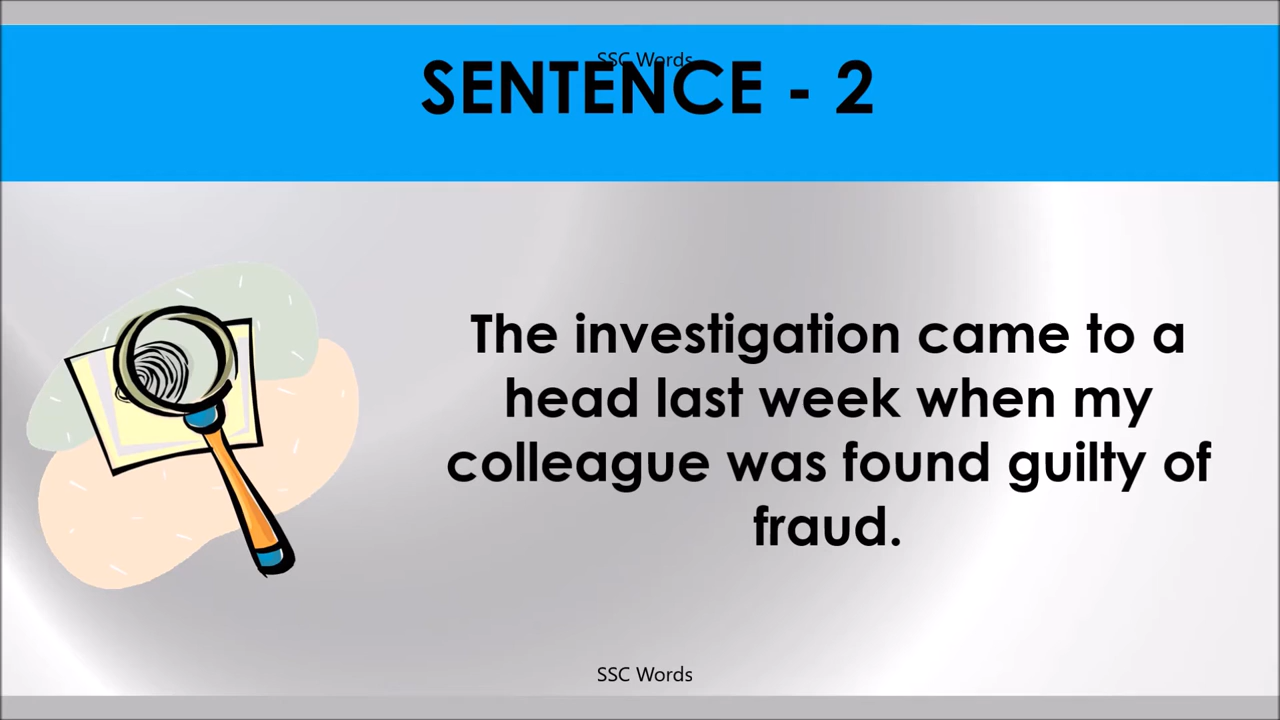 SSC Words
SENTENCE - 2
The investigation came to a
head last week when my
colleague was found guilty of
fraud.
SSC Words